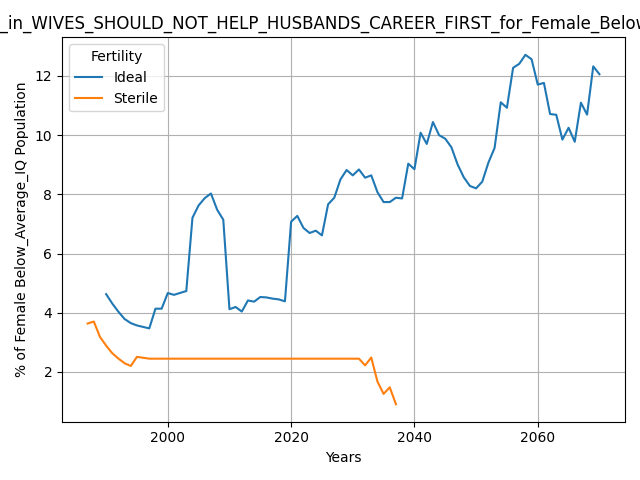 _in_WIVES_SHOULD_NOT_HELP_HUSBANDS_CAREER_FIRST_for_Female_Below
Fertility
Ideal
Sterile
% of Female Below_Average_IQ Population
12
10
8
6
4
2
2000 2020 2040 2060
Years